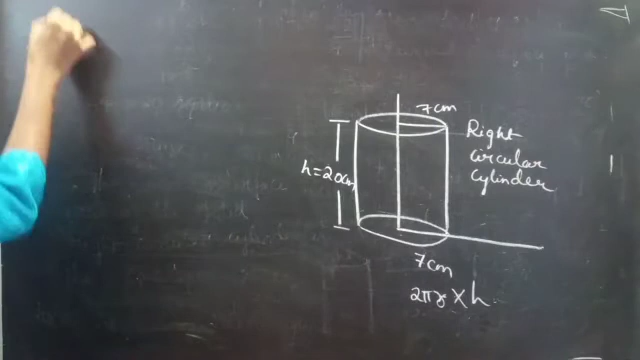 7cm
Right
circular
cylinder
h=20cm
7cm
2πr×h